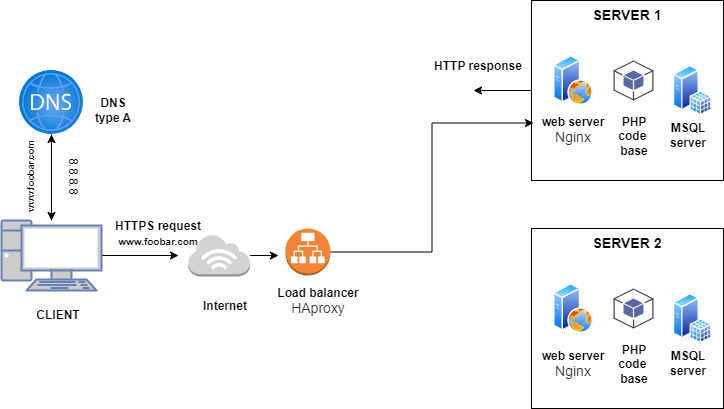 SERVER 1
HTTP response
DNS
DNS
type A
web server
Nginx
PHP
code
base
MSQL
server
www.foobar.com
8.8.8.8
HTTPS request
www.foobar.com
SERVER 2
Internet
Load balancer
HAproxy
CLIENT
web server
Nginx
PHP
code
base
MSQL
server